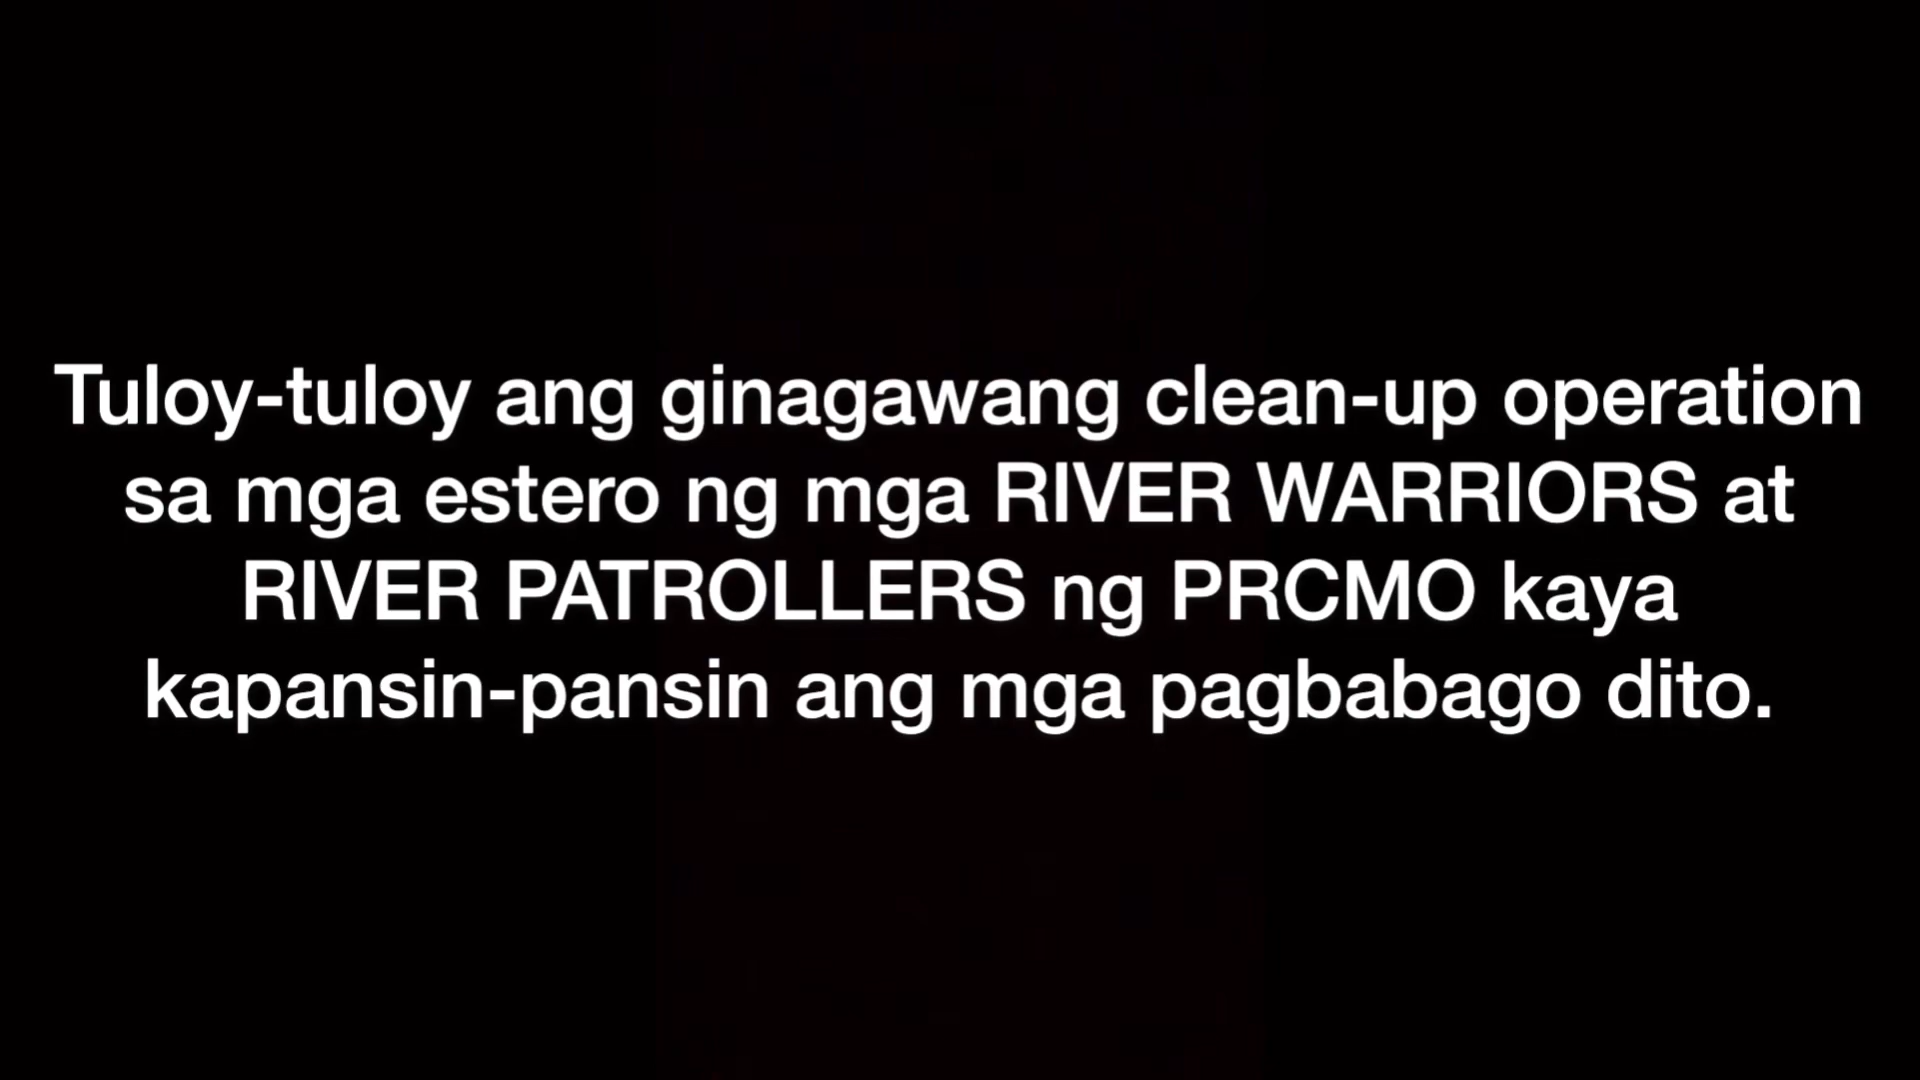 Tuloy-tuloy ang ginagawang clean-up operation
sa mga estero ng mga RIVER WARRIORS at
RIVER PATROLLERS ng PRCMO kaya
kapansin-pansin ang mga pagbabago dito.